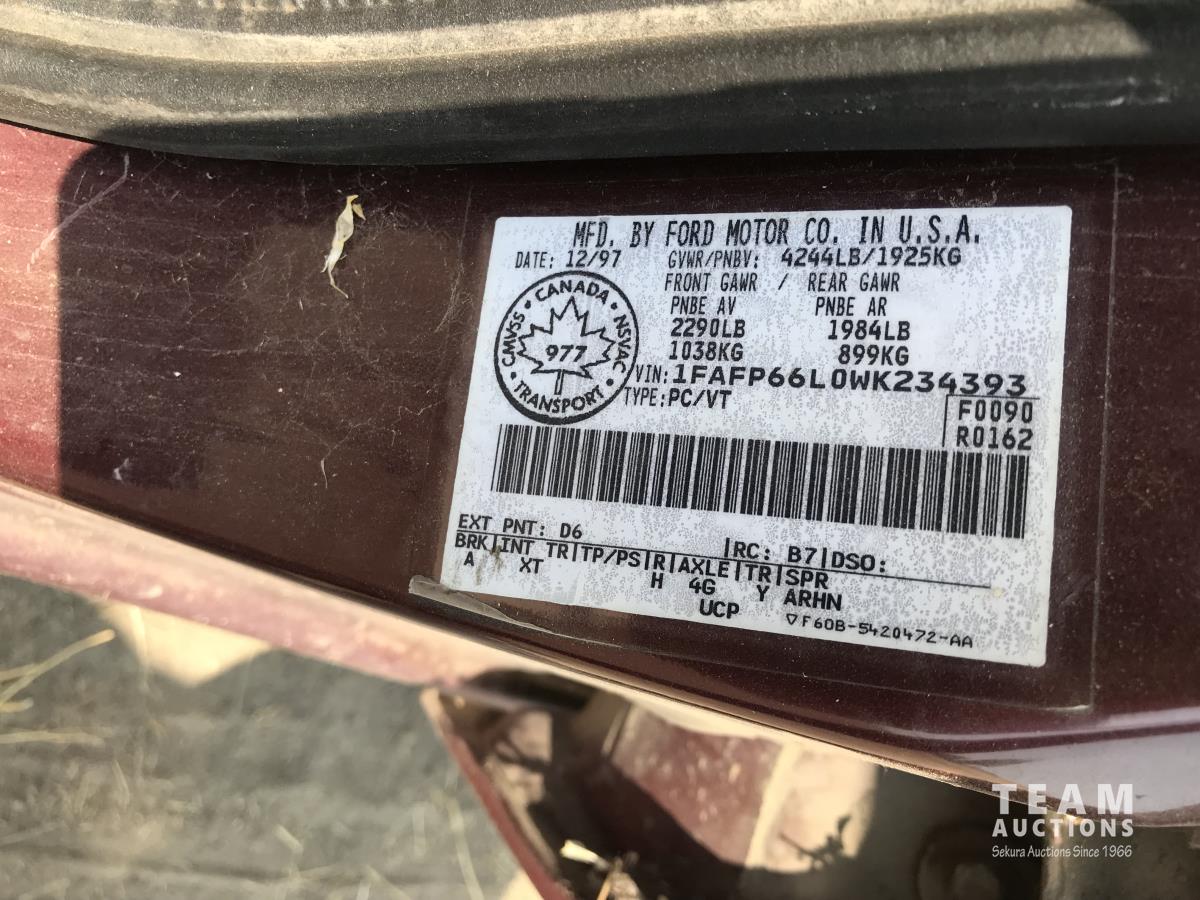 MFD. BY FORD MOTOR CO. IN U.S.A.
DATE: 12/97 GVWR/PNBV: 4244LB/1925KG
FRONT GAWR / REAR GAWR
PNBE AV PNBE AR
2290LB 1984LB
1038KG 899KG
CANADA • NSVAC • TRANSPORT • CMVSS •
977
VIN: 1FAFP66L0WK234393
TYPE: PC/VT
F0090
R0162
EXT PNT: D6 |RC: B7|DSO:
BRK|INT TR|TP/PS|R|AXLE|TR|SPR
A XT H 4G Y ARHN
UCP ▽F60B-5420472-AA
TEAM
AUCTIONS
Sekura Auctions Since 1966